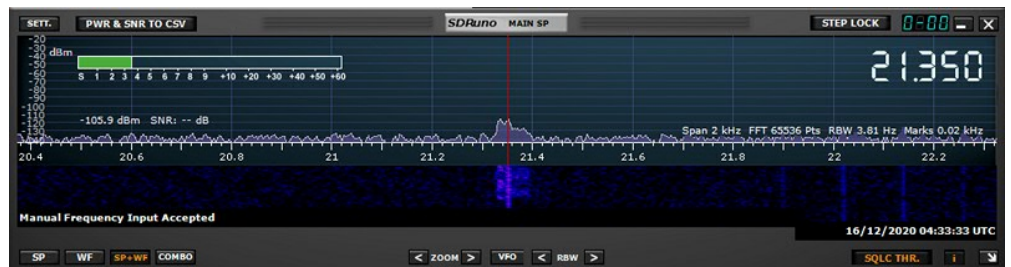 SETT. PWR & SNR TO CSV SDRuno MAIN SP STEP LOCK 0-00
-20
-30
dBm
-40
-50
-60
-70
-80
-90
-100
-110
-120
-130
S 1 2 3 4 5 6 7 8 9 +10 +20 +30 +40 +50 +60
21.350
-105.9 dBm SNR: -- dB
Span 2 kHz FFT 65536 Pts RBW 3.81 Hz Marks 0.02 kHz
20.4 20.6 20.8 21 21.2 21.4 21.6 21.8 22 22.2
Manual Frequency Input Accepted
16/12/2020 04:33:33 UTC
SP WF SP+WF COMBO < ZOOM > VFO < RBW > SQLC THR. i